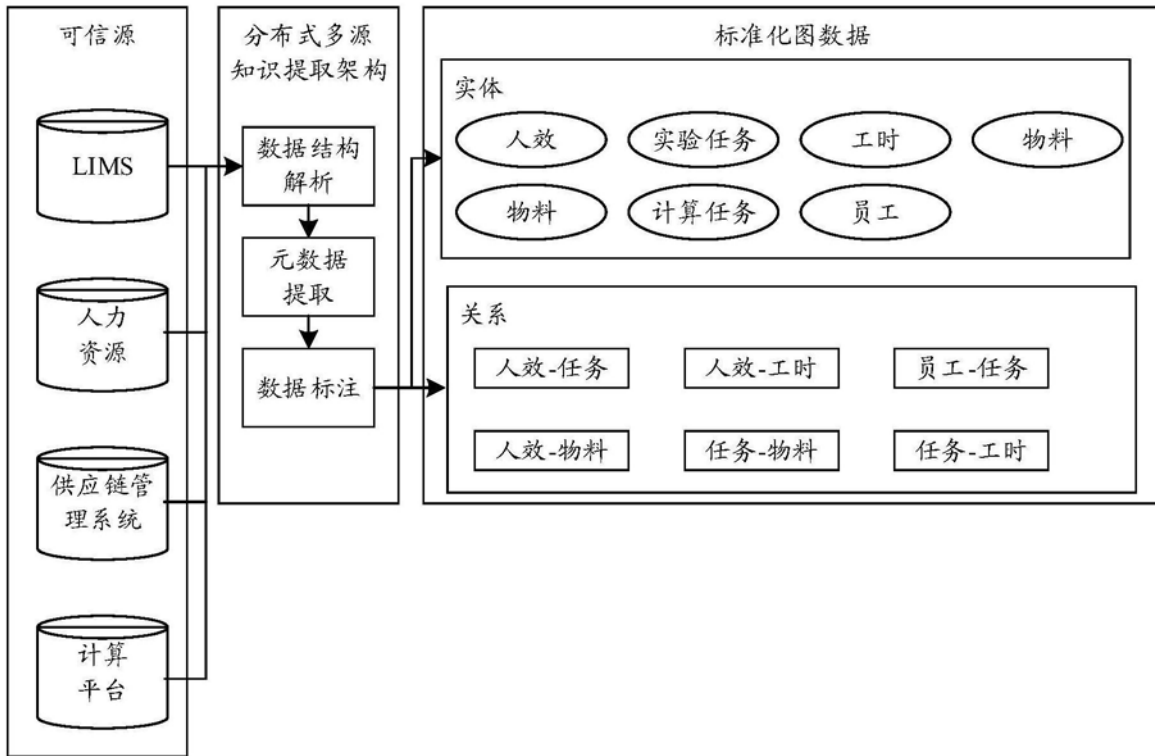 可信源
LIMS
人力
资源
供应链管
理系统
计算
平台
分布式多源
知识提取架构
数据结构
解析
元数据
提取
数据标注
标准化图数据
实体
人效
实验任务
工时
物料
物料
计算任务
员工
关系
人效-任务
人效-工时
员工-任务
人效-物料
任务-物料
任务-工时